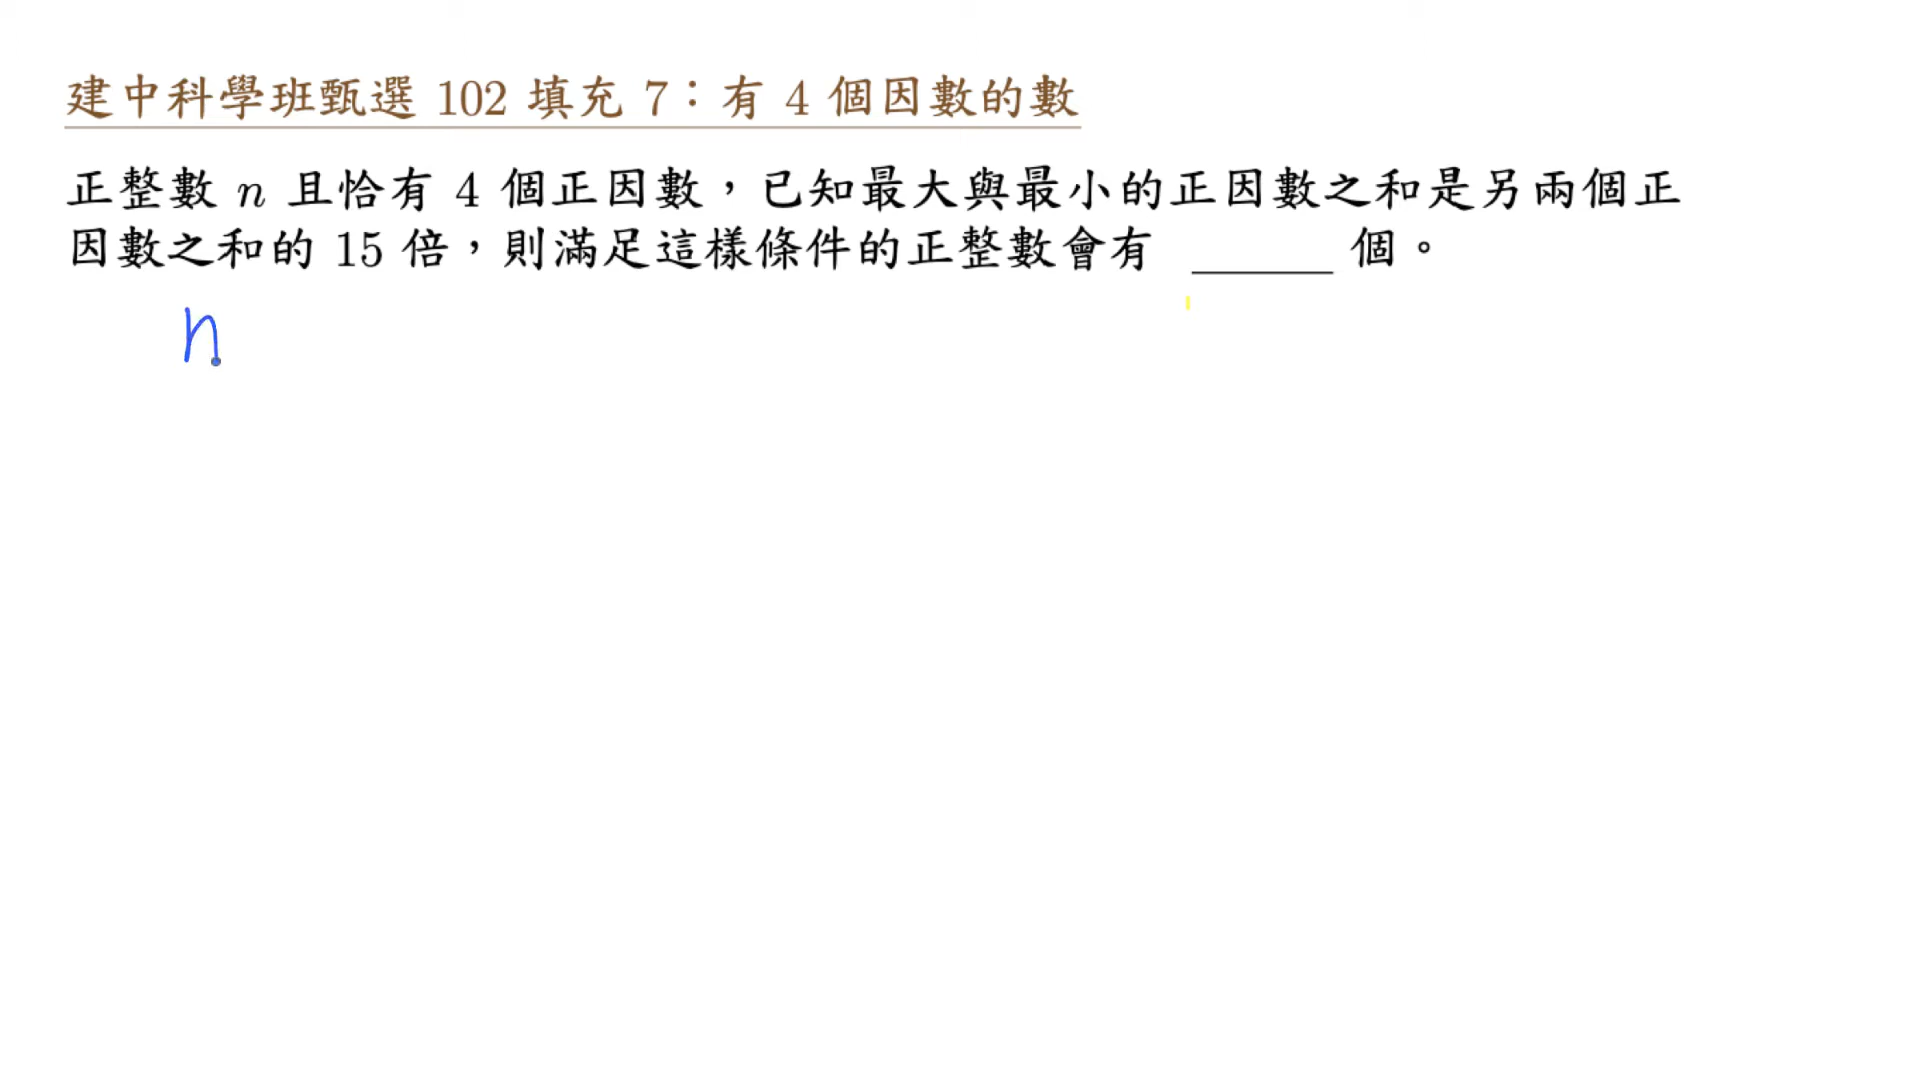 建中科學班甄選 102 填充 7：有 4 個因數的數
正整數 n 且恰有 4 個正因數，已知最大與最小的正因數之和是另兩個正
因數之和的 15 倍，則滿足這樣條件的正整數會有 ______ 個。
n